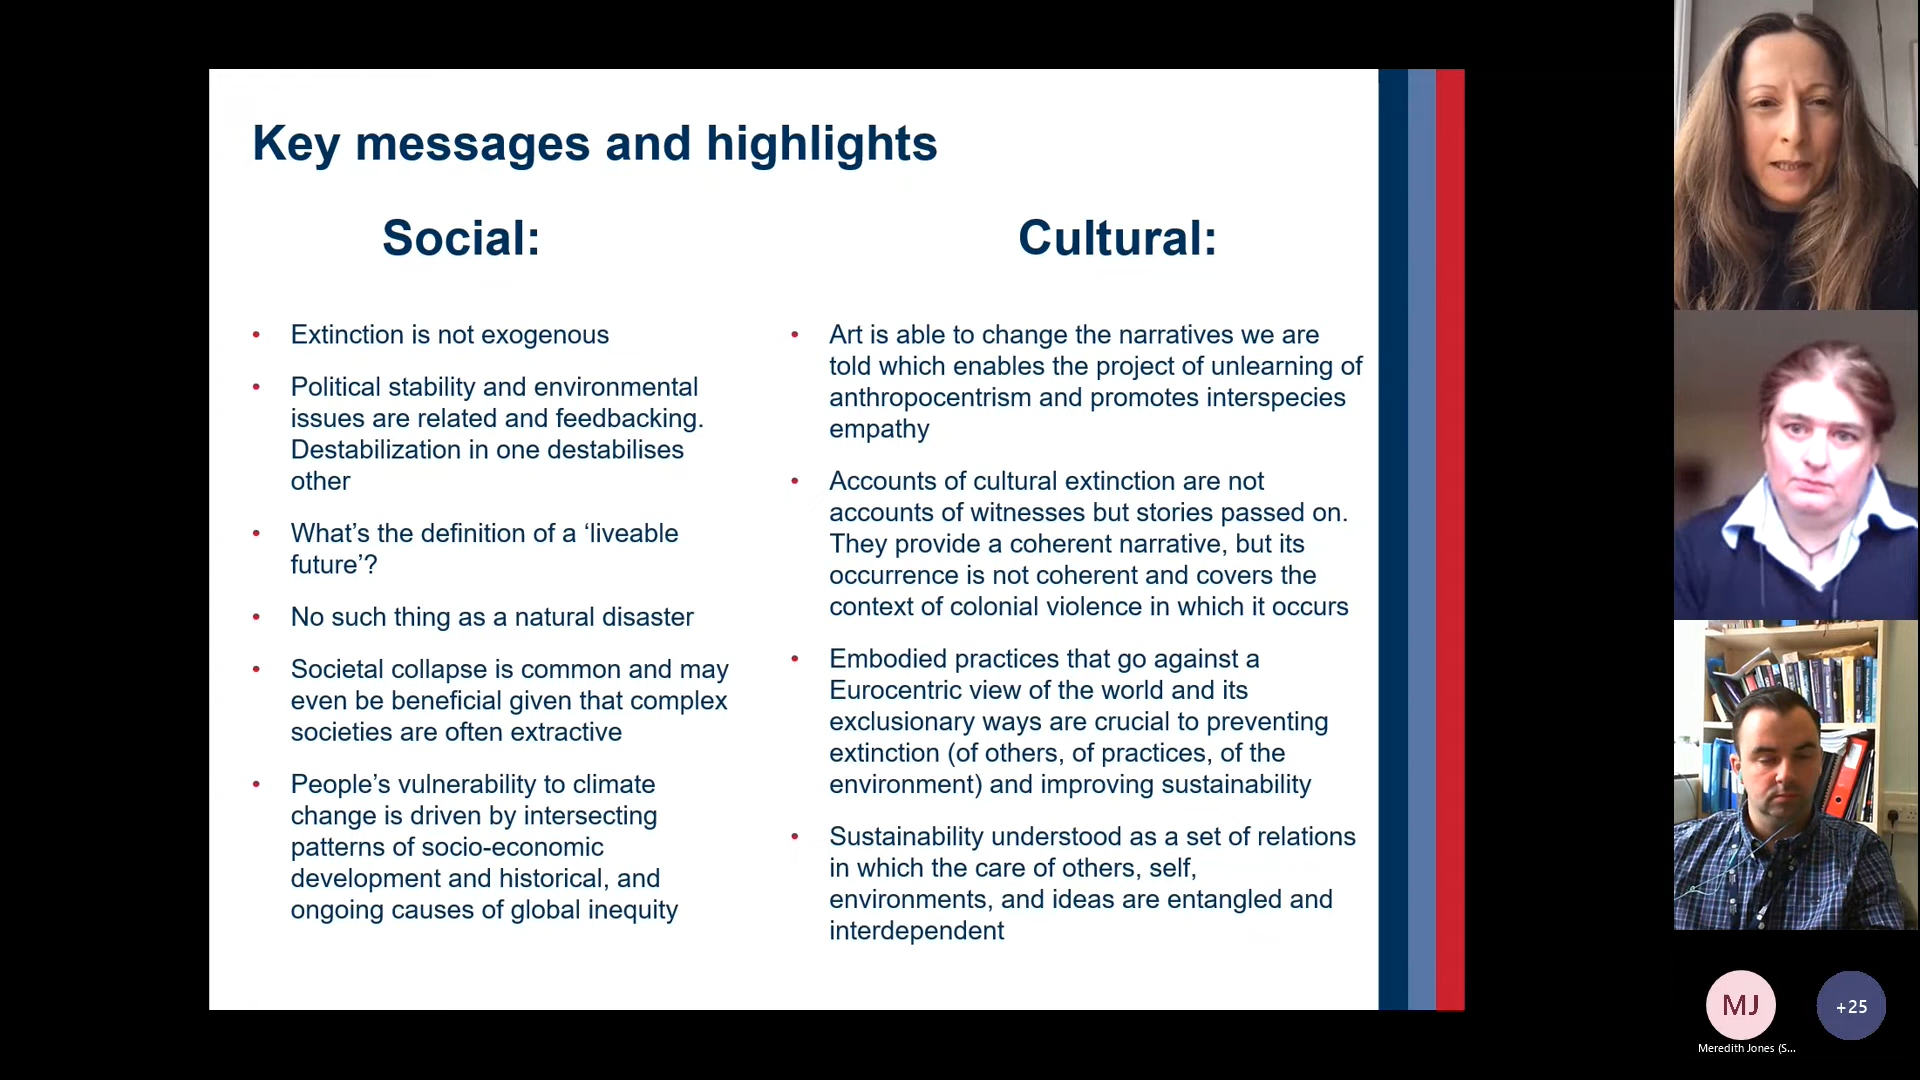 Key messages and highlights
Social:
• Extinction is not exogenous
• Political stability and environmental
issues are related and feedbacking.
Destabilization in one destabilises
other
• What’s the definition of a ‘liveable
future’?
• No such thing as a natural disaster
• Societal collapse is common and may
even be beneficial given that complex
societies are often extractive
• People’s vulnerability to climate
change is driven by intersecting
patterns of socio-economic
development and historical, and
ongoing causes of global inequity
Cultural:
• Art is able to change the narratives we are
told which enables the project of unlearning of
anthropocentrism and promotes interspecies
empathy
• Accounts of cultural extinction are not
accounts of witnesses but stories passed on.
They provide a coherent narrative, but its
occurrence is not coherent and covers the
context of colonial violence in which it occurs
• Embodied practices that go against a
Eurocentric view of the world and its
exclusionary ways are crucial to preventing
extinction (of others, of practices, of the
environment) and improving sustainability
• Sustainability understood as a set of relations
in which the care of others, self,
environments, and ideas are entangled and
interdependent
MJ
+25
Meredith Jones (S...